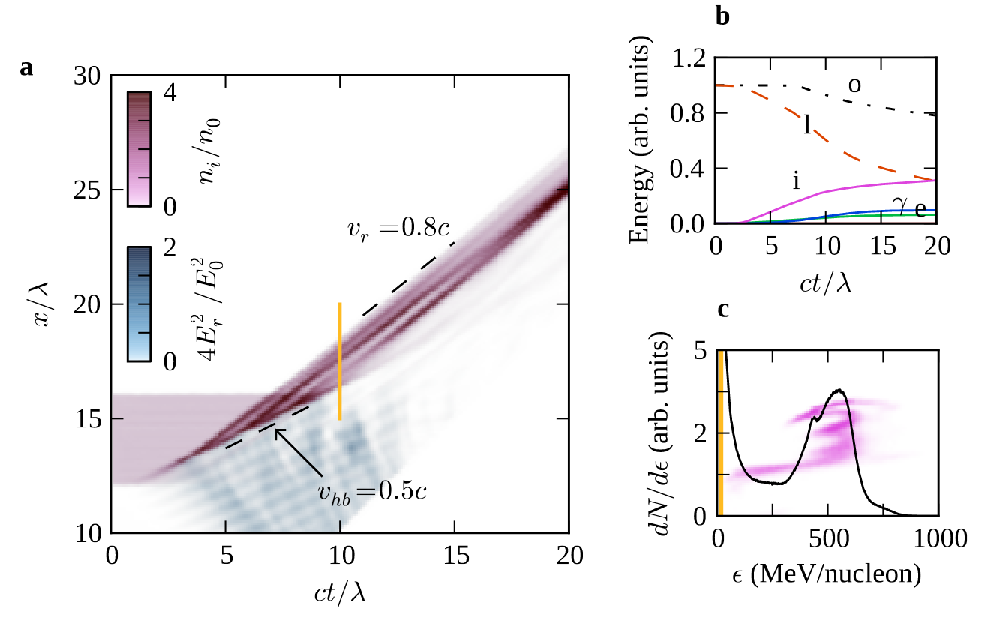 a
30
25
20
15
10
x/λ
0
5
10
15
20
ct/λ
4
0
n_i/n_0
2
0
4E_r^2/E_0^2
v_r=0.8c
v_{hb}=0.5c
b
1.2
0.8
0.4
0.0
Energy (arb. units)
o
l
i
γ e
0 5 10 15 20
ct/λ
c
5
2
0
dN/dϵ (arb. units)
0 500 1000
ϵ (MeV/nucleon)